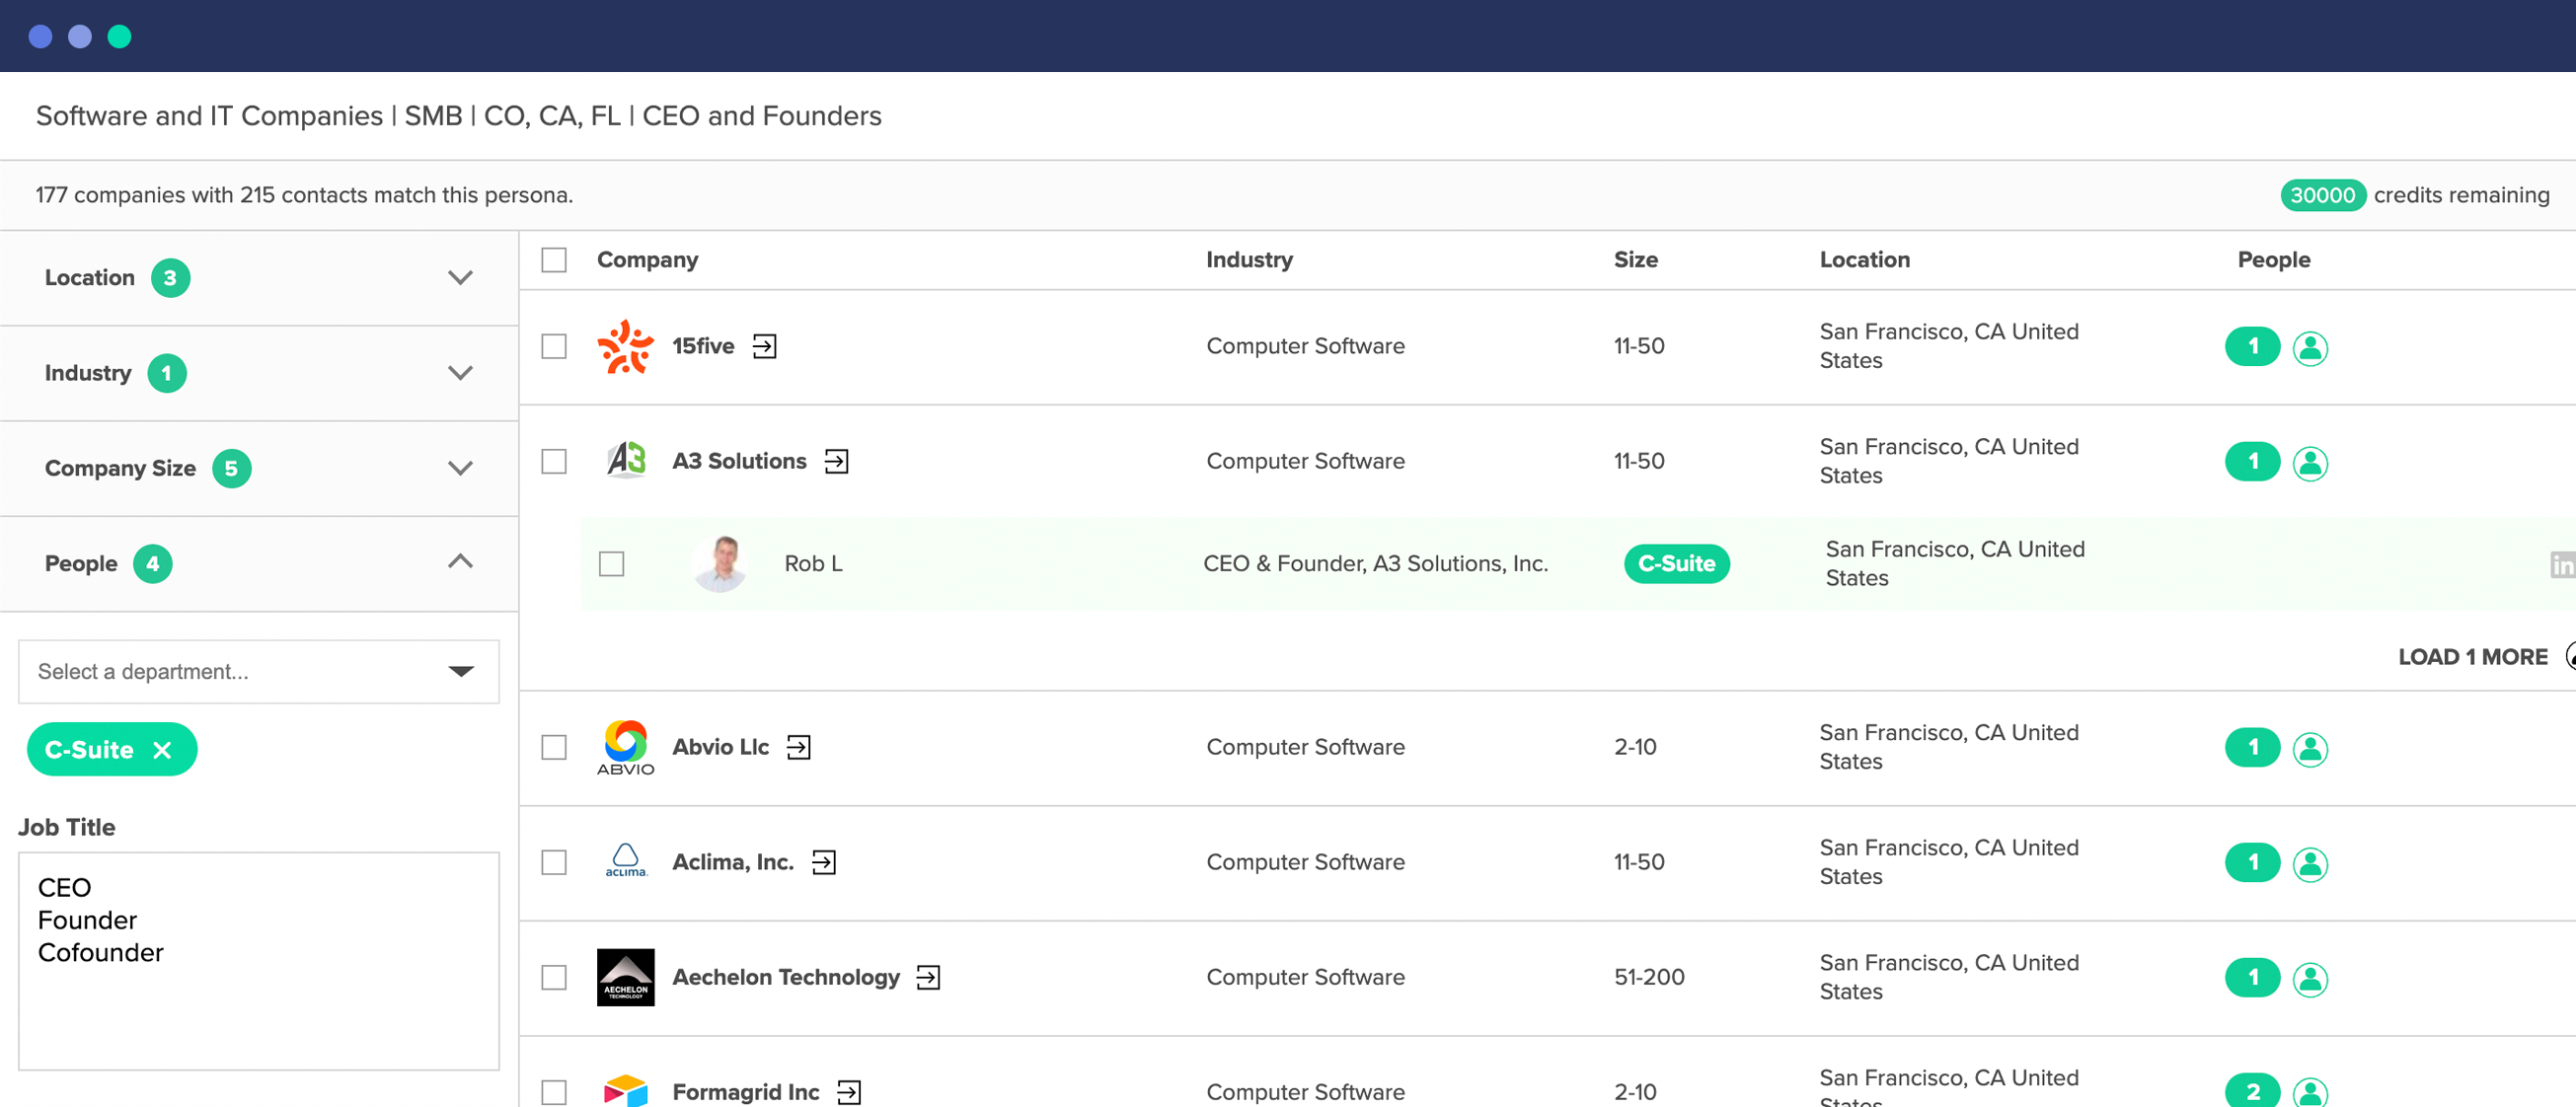 Software and IT Companies | SMB | CO, CA, FL | CEO and Founders
177 companies with 215 contacts match this persona.
30000 credits remaining
Location 3
Industry 1
Company Size 5
People 4
Select a department...
C-Suite ✕
Job Title
CEO
Founder
Cofounder
Company Industry Size Location People
15five Computer Software 11-50 San Francisco, CA United
States 1
A3
A3 Solutions Computer Software 11-50 San Francisco, CA United
States 1
Rob L CEO & Founder, A3 Solutions, Inc. C-Suite San Francisco, CA United
States in
LOAD 1 MORE
ABVIO
Abvio Llc Computer Software 2-10 San Francisco, CA United
States 1
aclima.
Aclima, Inc. Computer Software 11-50 San Francisco, CA United
States 1
AECHELON
TECHNOLOGY
Aechelon Technology Computer Software 51-200 San Francisco, CA United
States 1
Formagrid Inc Computer Software 2-10 San Francisco, CA United
States 2